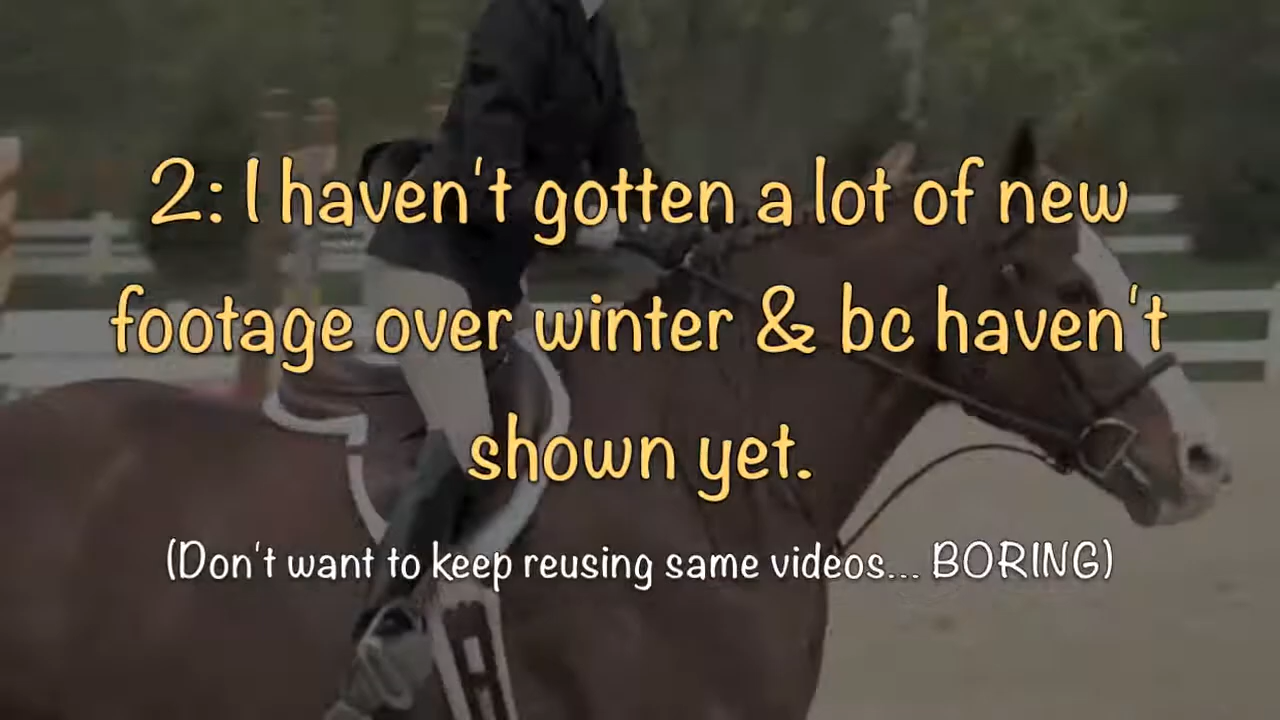 2: I haven't gotten a lot of new
footage over winter & bc haven't
shown yet.
(Don't want to keep reusing same videos... BORING)